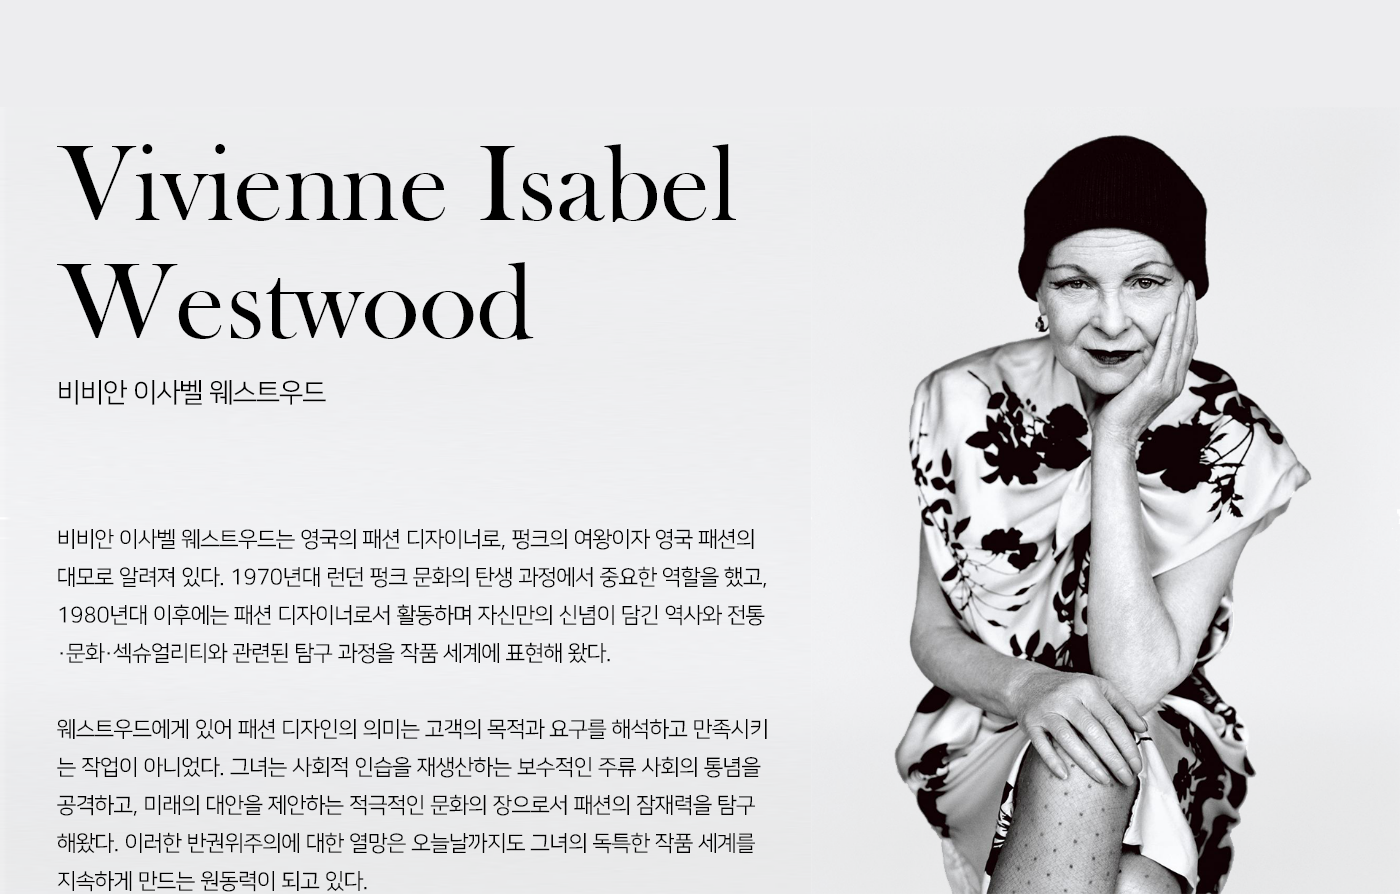 Vivienne Isabel
Westwood
비비안 이사벨 웨스트우드
비비안 이사벨 웨스트우드는 영국의 패션 디자이너로, 펑크의 여왕이자 영국 패션의
대모로 알려져 있다. 1970년대 런던 펑크 문화의 탄생 과정에서 중요한 역할을 했고,
1980년대 이후에는 패션 디자이너로서 활동하며 자신만의 신념이 담긴 역사와 전통
·문화·섹슈얼리티와 관련된 탐구 과정을 작품 세계에 표현해 왔다.
웨스트우드에게 있어 패션 디자인의 의미는 고객의 목적과 요구를 해석하고 만족시키
는 작업이 아니었다. 그녀는 사회적 인습을 재생산하는 보수적인 주류 사회의 통념을
공격하고, 미래의 대안을 제안하는 적극적인 문화의 장으로서 패션의 잠재력을 탐구
해왔다. 이러한 반권위주의에 대한 열망은 오늘날까지도 그녀의 독특한 작품 세계를
지속하게 만드는 원동력이 되고 있다.